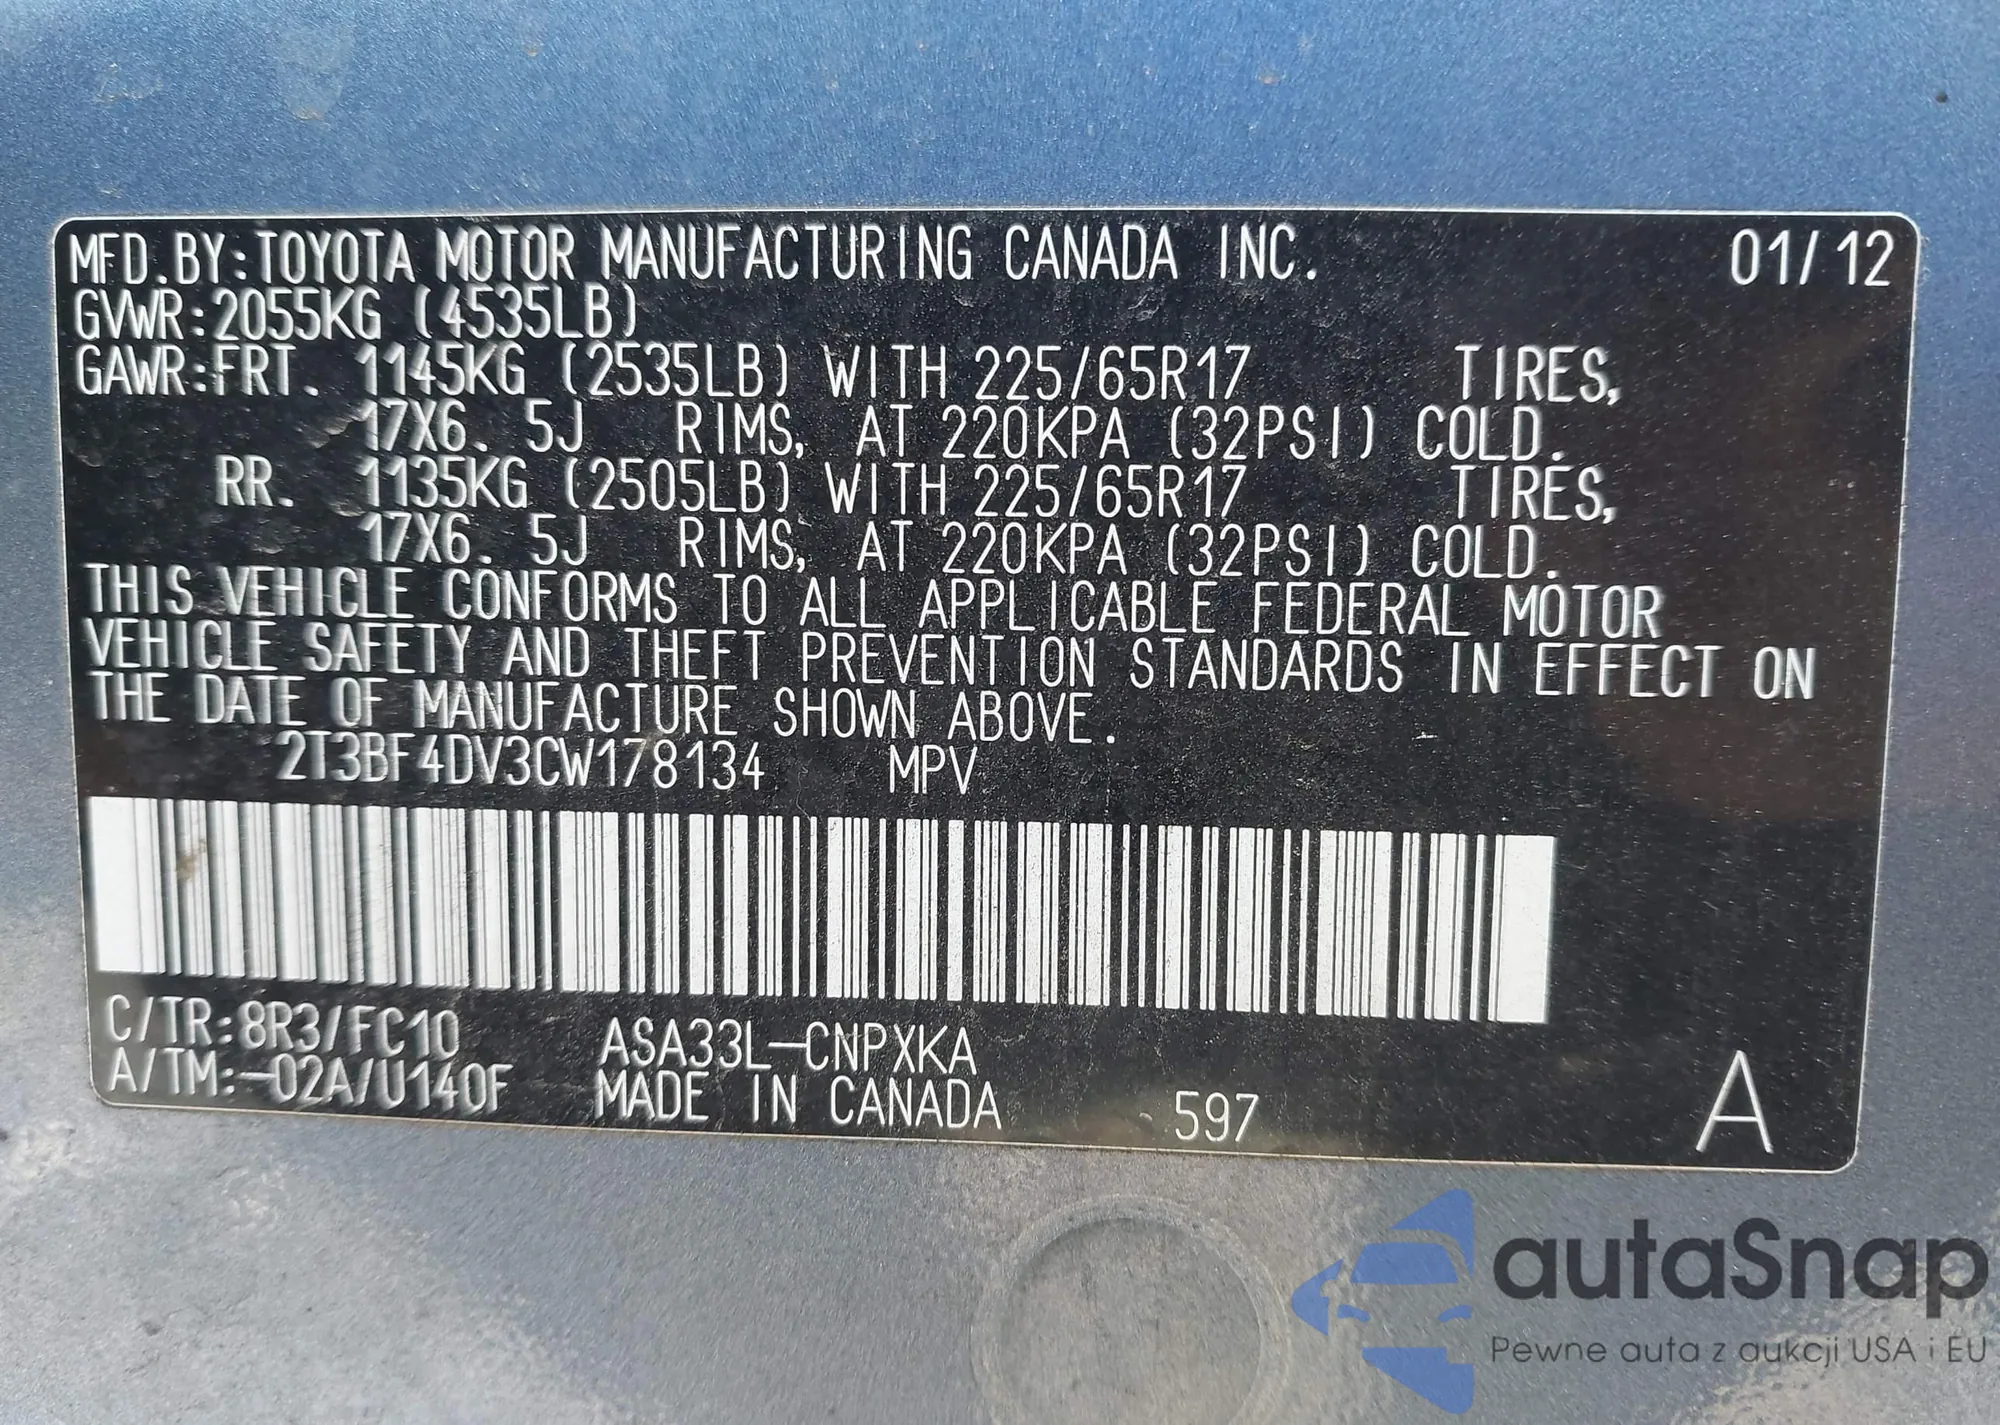 MFD.BY:TOYOTA MOTOR MANUFACTURING CANADA INC. 01/12
GVWR:2055KG (4535LB)
GAWR:FRT. 1145KG (2535LB) WITH 225/65R17 TIRES,
17X6. 5J RIMS, AT 220KPA (32PSI) COLD.
RR. 1135KG (2505LB) WITH 225/65R17 TIRES,
17X6. 5J RIMS, AT 220KPA (32PSI) COLD.
THIS VEHICLE CONFORMS TO ALL APPLICABLE FEDERAL MOTOR
VEHICLE SAFETY AND THEFT PREVENTION STANDARDS IN EFFECT ON
THE DATE OF MANUFACTURE SHOWN ABOVE.
2T3BF4DV3CW178134 MPV
C/TR:8R3/FC10 ASA33L-CNPXKA
A/TM:-02A/U140F MADE IN CANADA 597 A
autaSnap
Pewne auta z aukcji USA i EU